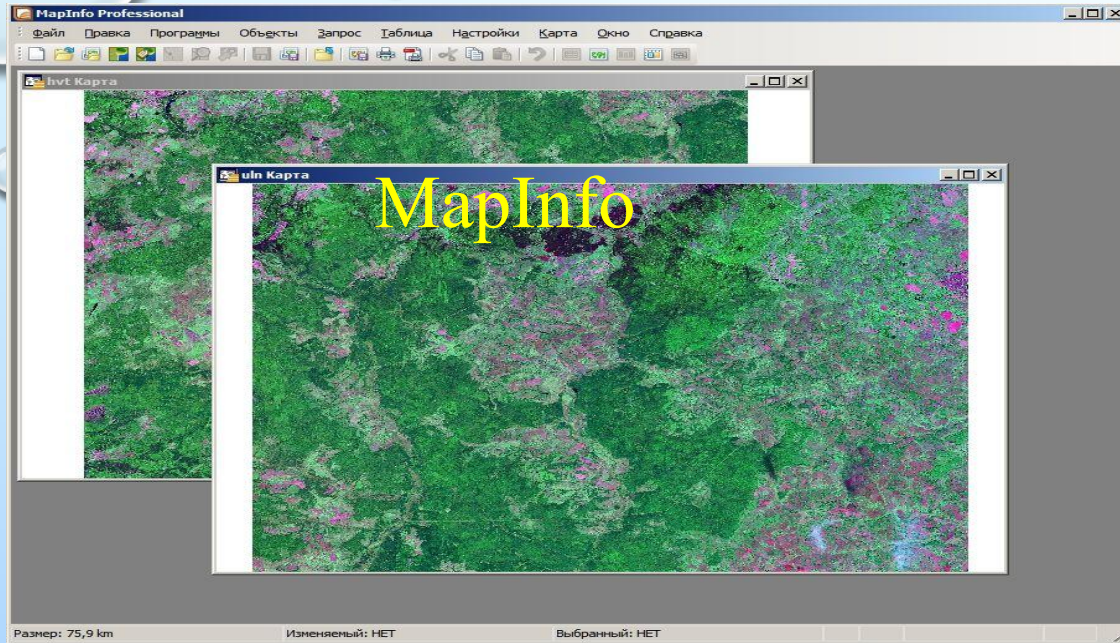 MapInfo Professional
Файл Правка Программы Объекты Запрос Таблица Настройки Карта Окно Справка
hvt Карта
uln Карта
MapInfo
Размер: 75,9 km Изменяемый: НЕТ Выбранный: НЕТ